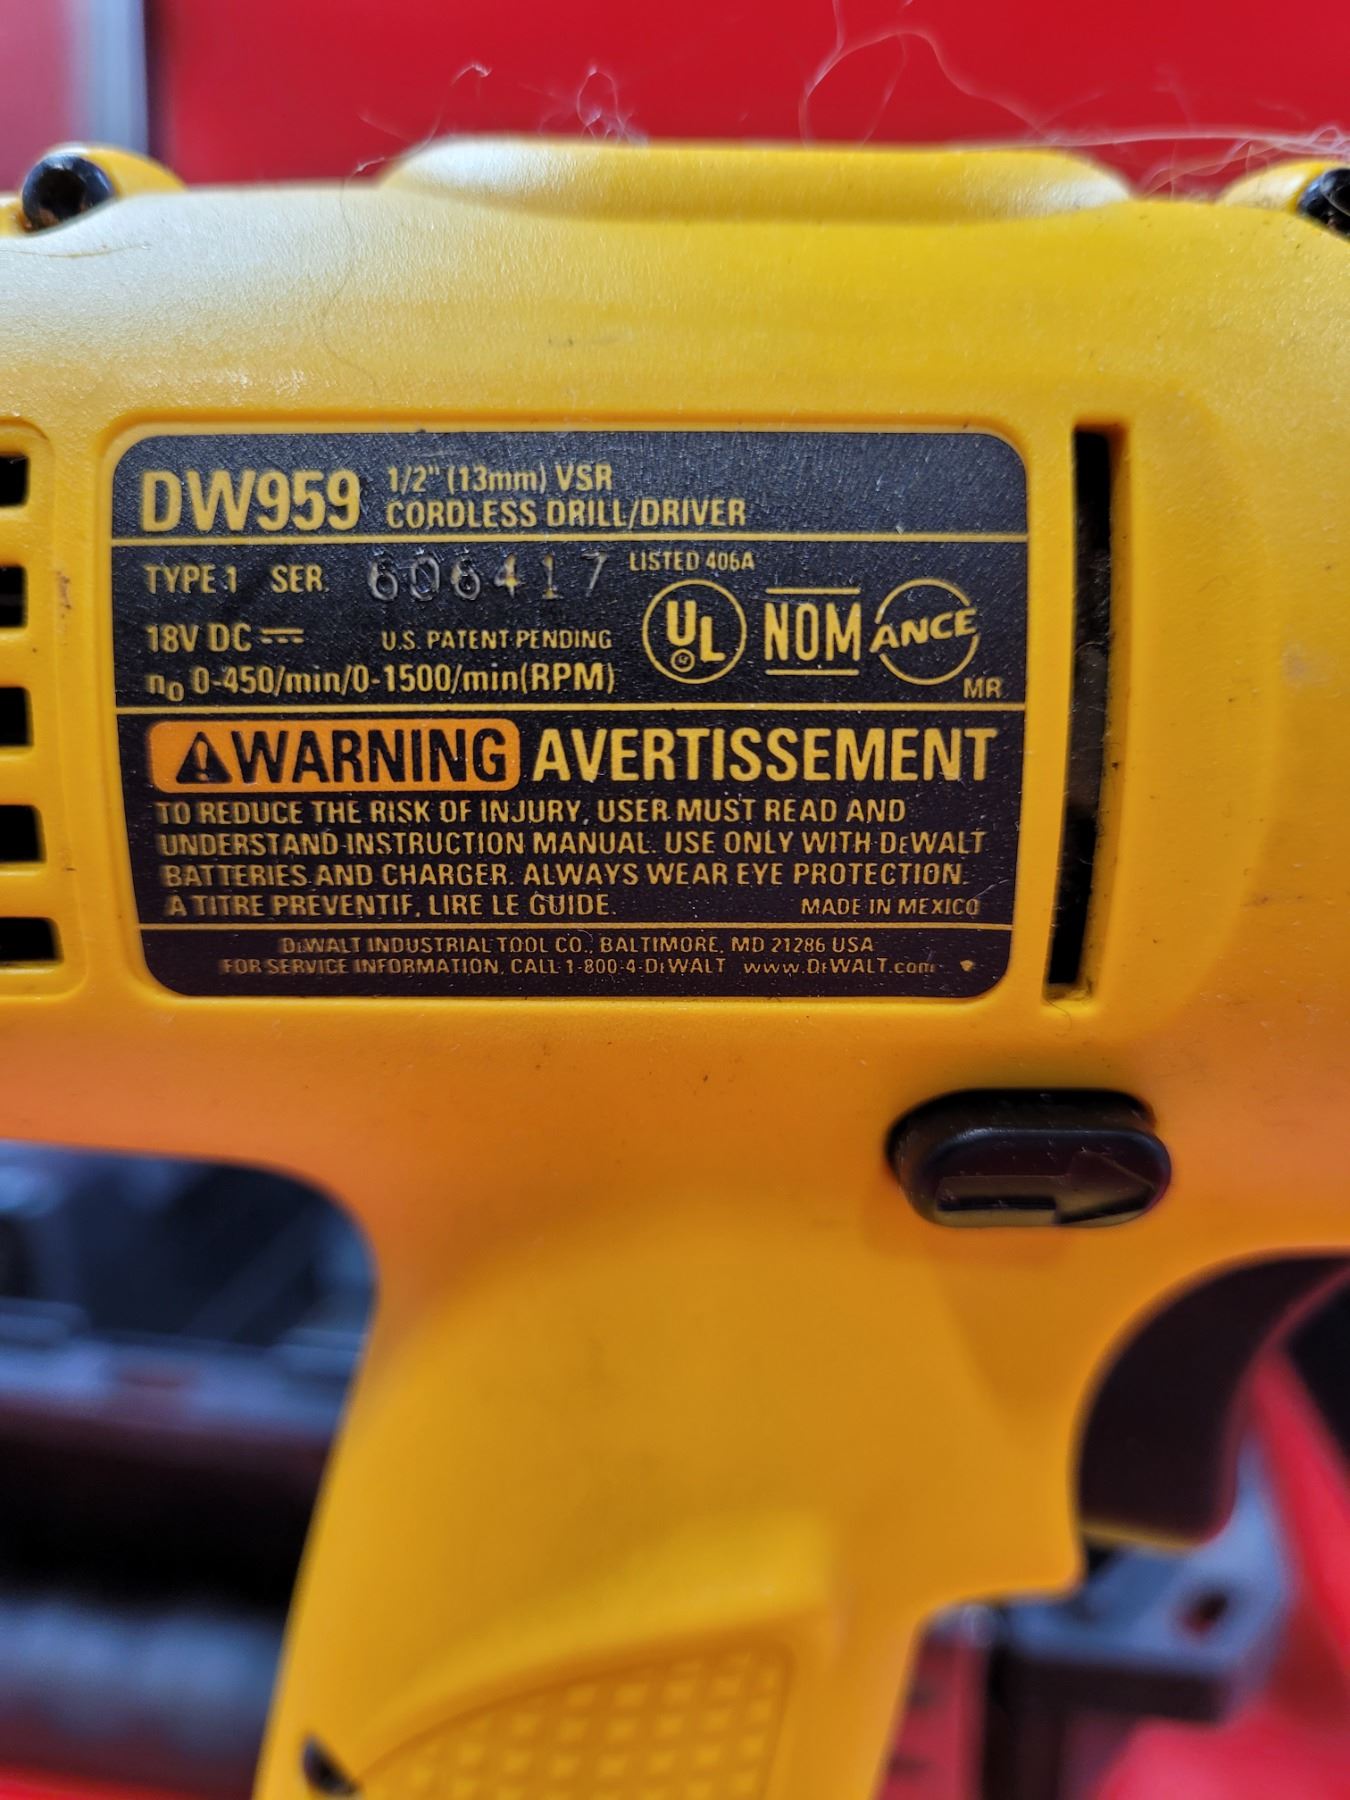 DW959 1/2" (13mm) VSR
CORDLESS DRILL/DRIVER
TYPE 1 SER. 606417 LISTED 406A
18V DC U.S. PATENT PENDING UL NOM ANCE
n0 0-450/min/0-1500/min(RPM) MR
WARNING AVERTISSEMENT
TO REDUCE THE RISK OF INJURY, USER MUST READ AND
UNDERSTAND INSTRUCTION MANUAL. USE ONLY WITH DEWALT
BATTERIES AND CHARGER. ALWAYS WEAR EYE PROTECTION.
A TITRE PREVENTIF, LIRE LE GUIDE. MADE IN MEXICO
DEWALT INDUSTRIAL TOOL CO., BALTIMORE, MD 21286 USA
FOR SERVICE INFORMATION, CALL 1-800-4-DEWALT www.DEWALT.com